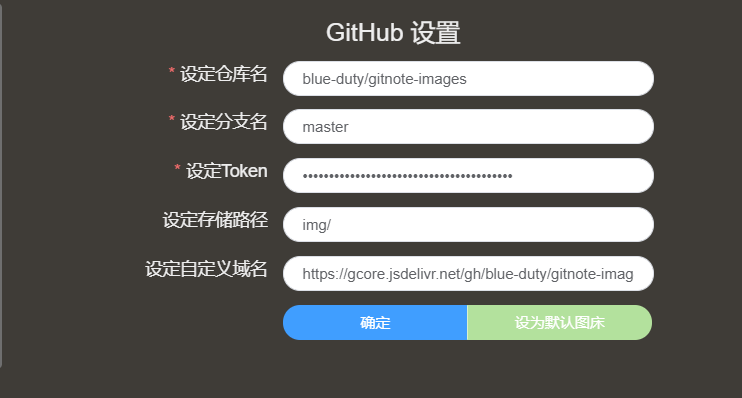 GitHub 设置
* 设定仓库名 blue-duty/gitnote-images
* 设定分支名 master
* 设定Token ••••••••••••••••••••••••••••••••••••••••
设定存储路径 img/
设定自定义域名 https://gcore.jsdelivr.net/gh/blue-duty/gitnote-imag
确定 设为默认图床